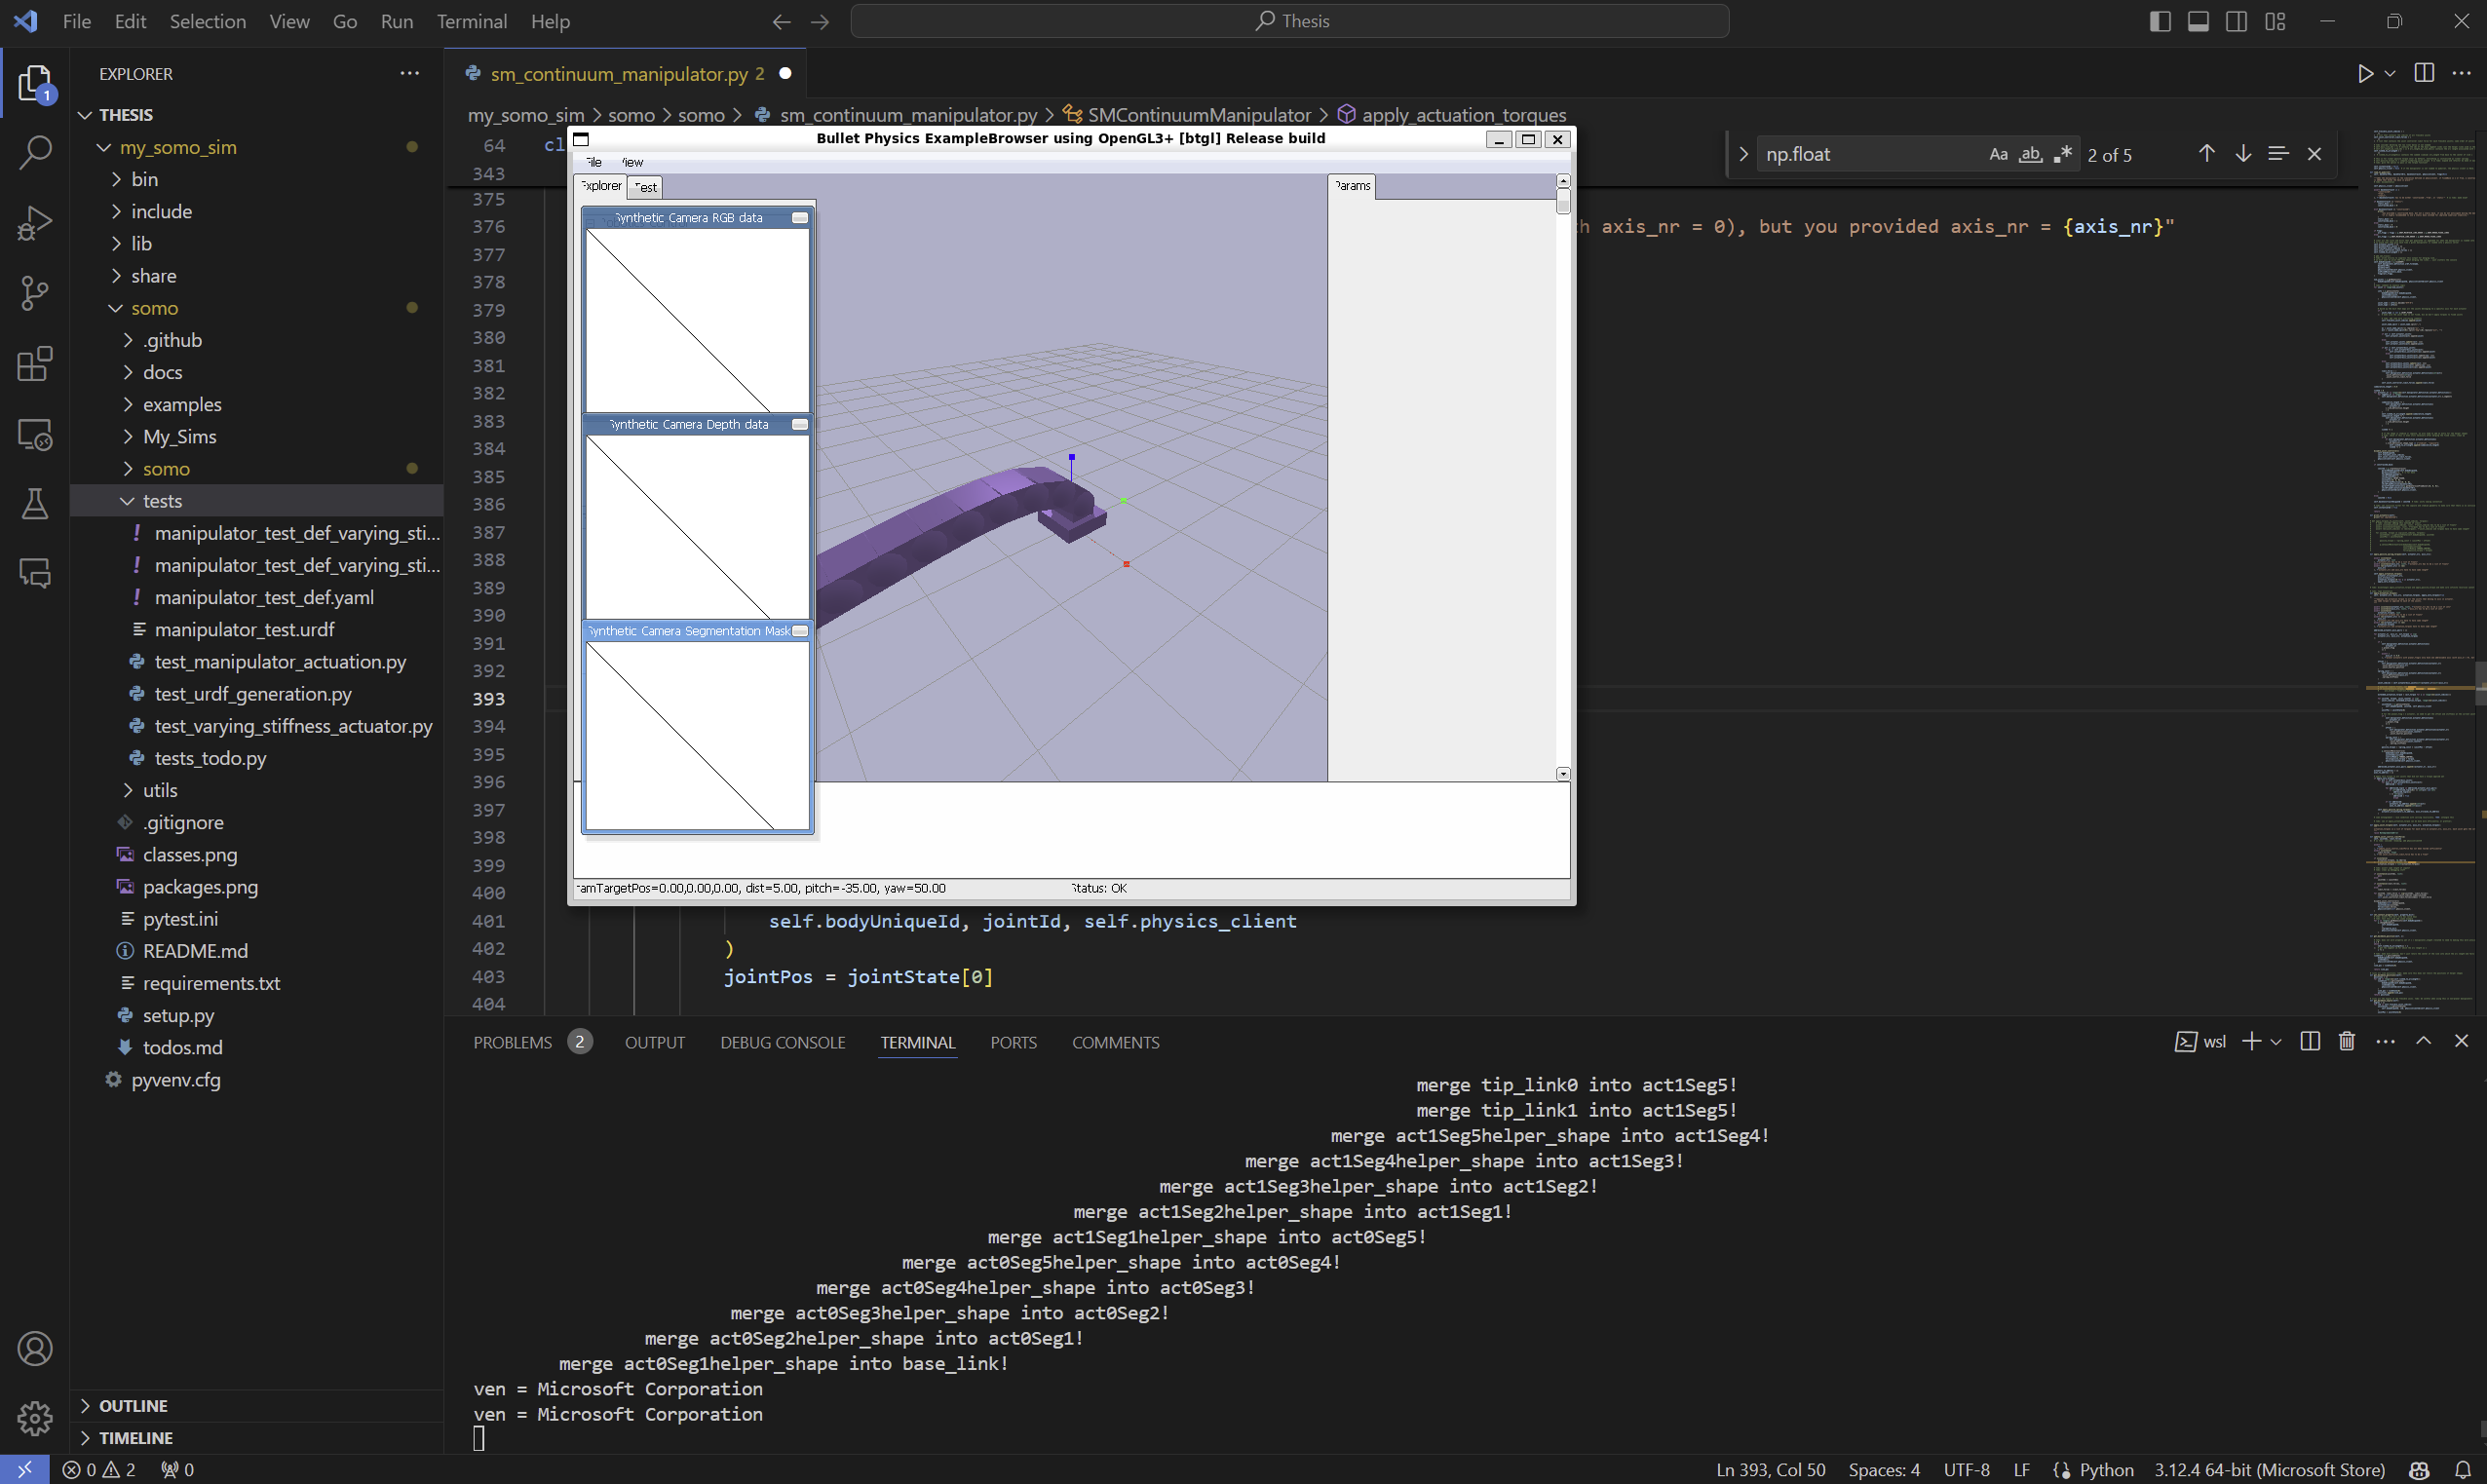 File Edit Selection View Go Run Terminal Help
Thesis
EXPLORER
THESIS
my_somo_sim
bin
include
lib
share
somo
.github
docs
examples
My_Sims
somo
tests
manipulator_test_def_varying_sti...
manipulator_test_def_varying_sti...
manipulator_test_def.yaml
manipulator_test.urdf
test_manipulator_actuation.py
test_urdf_generation.py
test_varying_stiffness_actuator.py
tests_todo.py
utils
.gitignore
classes.png
packages.png
pytest.ini
README.md
requirements.txt
setup.py
todos.md
pyvenv.cfg
OUTLINE
TIMELINE
1
sm_continuum_manipulator.py 2
my_somo_sim > somo > somo > sm_continuum_manipulator.py > SMContinuumManipulator > apply_actuation_torques
np.float Aa ab 2 of 5
64 cl
343
375
376 h axis_nr = 0), but you provided axis_nr = {axis_nr}"
377
378
379
380
381
382
383
384
385
386
387
388
389
390
391
392
393
394
395
396
397
398
399
400
401 self.bodyUniqueId, jointId, self.physics_client
402 )
403 jointPos = jointState[0]
404
Bullet Physics ExampleBrowser using OpenGL3+ [btgl] Release build
File View
Explorer Test
Params
Synthetic Camera RGB data
Synthetic Camera Depth data
Synthetic Camera Segmentation Mask
amTargetPos=0.00,0.00,0.00, dist=5.00, pitch=-35.00, yaw=50.00 Status: OK
PROBLEMS 2 OUTPUT DEBUG CONSOLE TERMINAL PORTS COMMENTS
wsl
merge tip_link0 into act1Seg5!
merge tip_link1 into act1Seg5!
merge act1Seg5helper_shape into act1Seg4!
merge act1Seg4helper_shape into act1Seg3!
merge act1Seg3helper_shape into act1Seg2!
merge act1Seg2helper_shape into act1Seg1!
merge act1Seg1helper_shape into act0Seg5!
merge act0Seg5helper_shape into act0Seg4!
merge act0Seg4helper_shape into act0Seg3!
merge act0Seg3helper_shape into act0Seg2!
merge act0Seg2helper_shape into act0Seg1!
merge act0Seg1helper_shape into base_link!
ven = Microsoft Corporation
ven = Microsoft Corporation
0 2 0
Ln 393, Col 50 Spaces: 4 UTF-8 LF Python 3.12.4 64-bit (Microsoft Store)